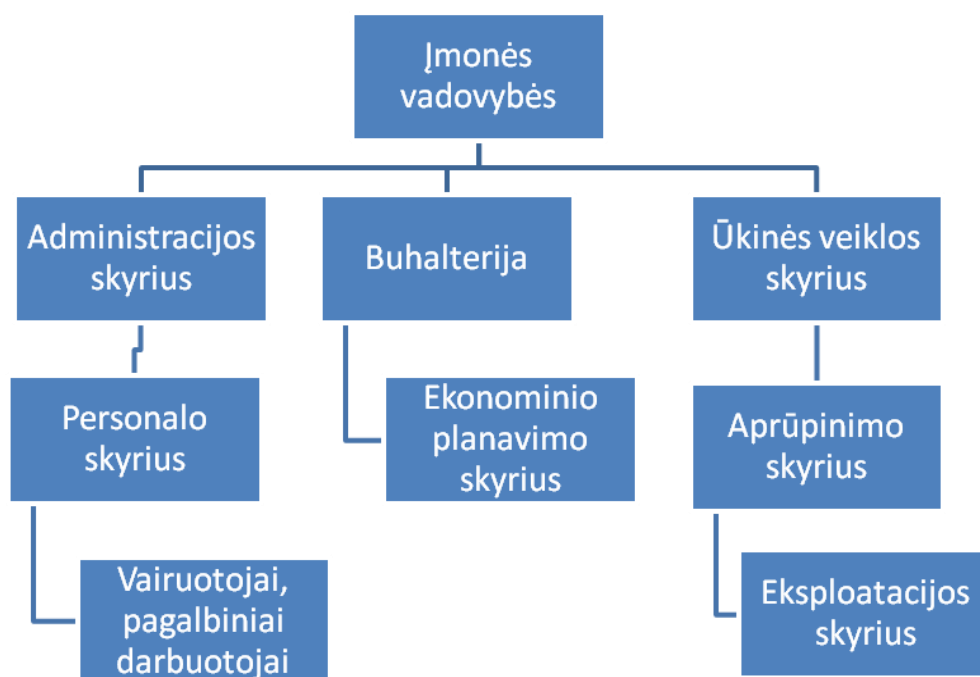 Įmonės
vadovybės
Administracijos
skyrius
Buhalterija
Ūkinės veiklos
skyrius
Personalo
skyrius
Ekonominio
planavimo
skyrius
Aprūpinimo
skyrius
Vairuotojai,
pagalbiniai
darbuotojai
Eksploatacijos
skyrius